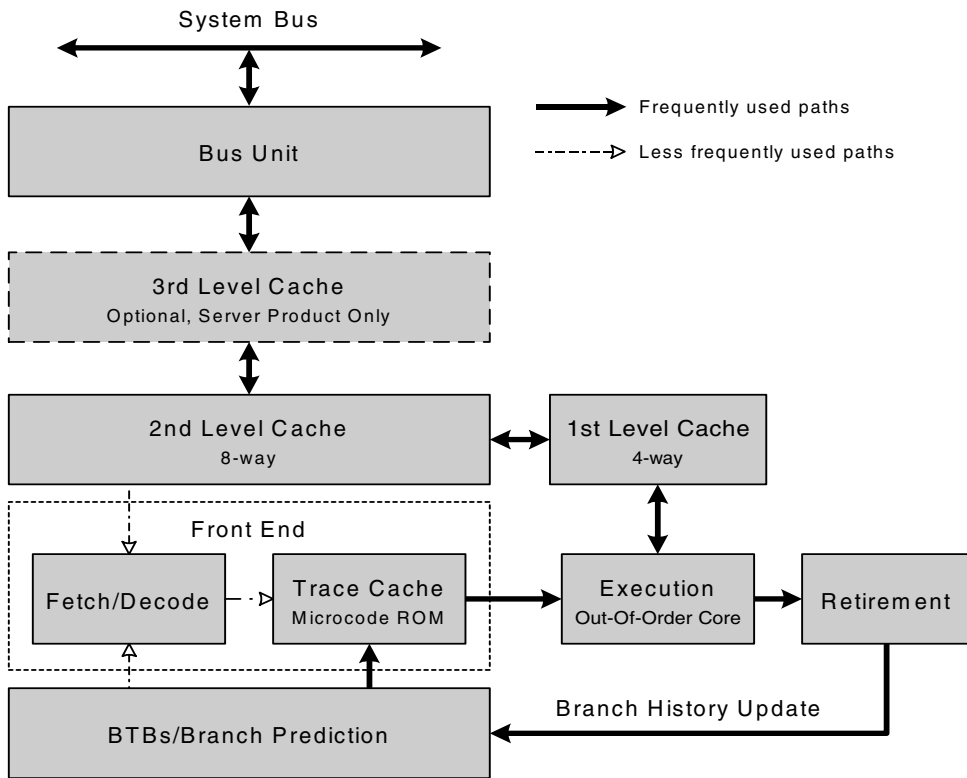 System Bus
Bus Unit
Frequently used paths
Less frequently used paths
3rd Level Cache
Optional, Server Product Only
2nd Level Cache
8-way
1st Level Cache
4-way
Front End
Fetch/Decode
Trace Cache
Microcode ROM
Execution
Out-Of-Order Core
Retirement
Branch History Update
BTBs/Branch Prediction